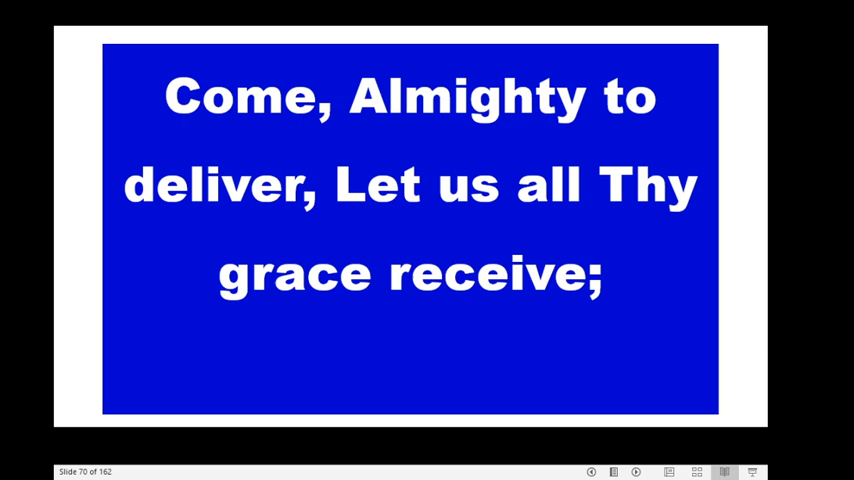 Come, Almighty to
deliver, Let us all Thy
grace receive;
Slide 70 of 162